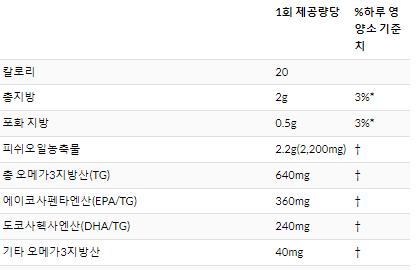 1회 제공량당 %하루 영
양소 기준
치
칼로리 20
총지방 2g 3%*
포화 지방 0.5g 3%*
피쉬오일농축물 2.2g(2,200mg) †
총 오메가3지방산(TG) 640mg †
에이코사펜타엔산(EPA/TG) 360mg †
도코사헥사엔산(DHA/TG) 240mg †
기타 오메가3지방산 40mg †